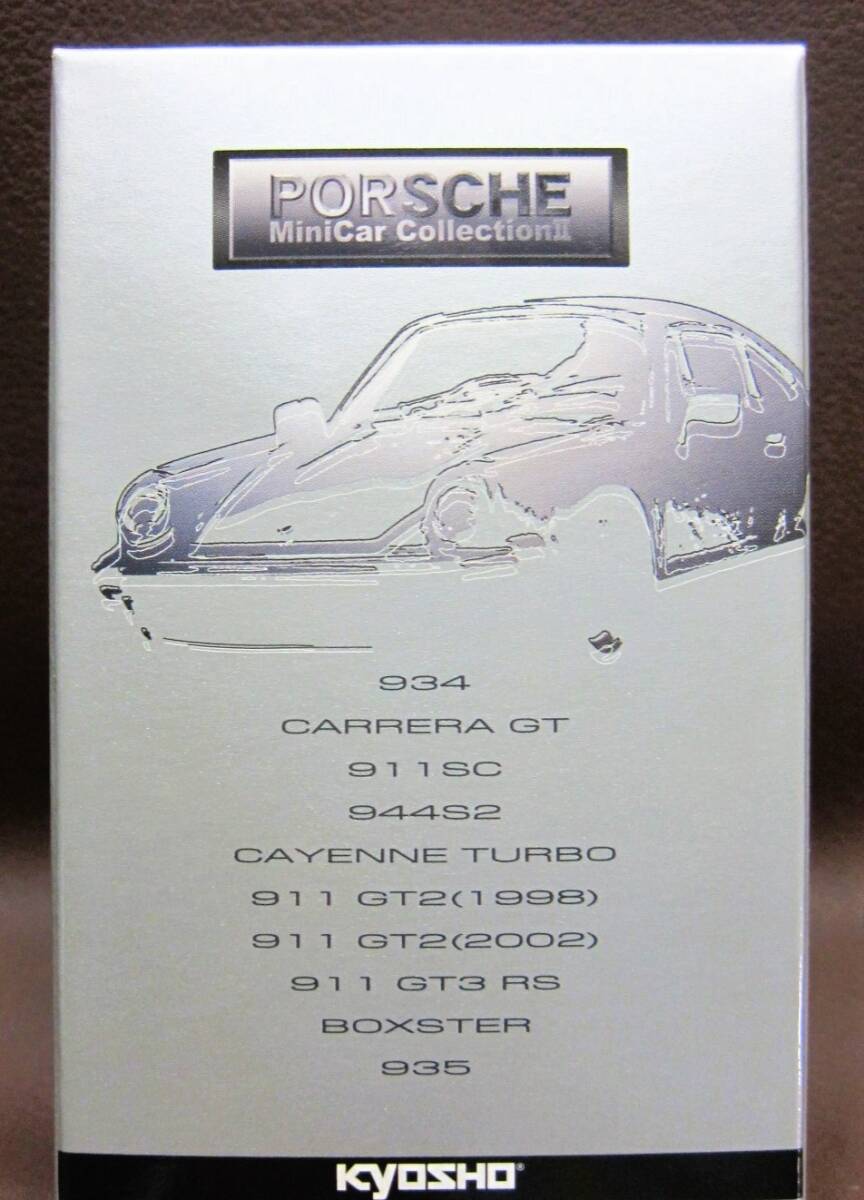 PORSCHE
MiniCar CollectionⅡ
934
CARRERA GT
911SC
944S2
CAYENNE TURBO
911 GT2(1998)
911 GT2(2002)
911 GT3 RS
BOXSTER
935
KYOSHO®